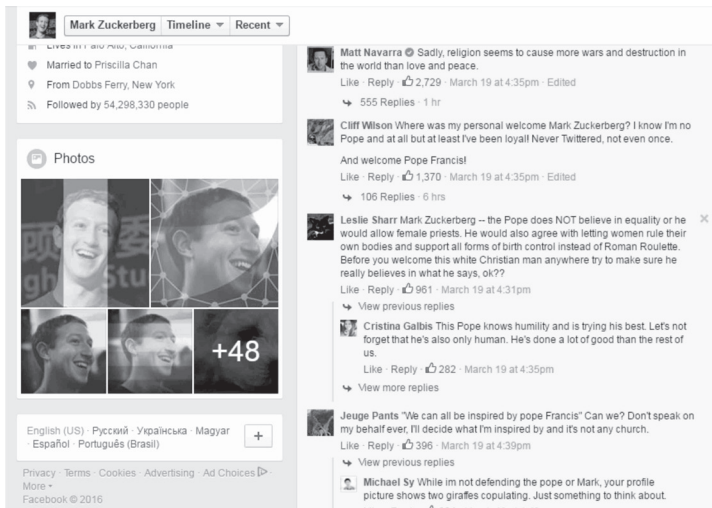 Mark Zuckerberg Timeline Recent
Lives in Palo Alto, California
Married to Priscilla Chan
From Dobbs Ferry, New York
Followed by 54,298,330 people
Photos
+48
English (US) · Русский · Українська · Magyar
· Español · Português (Brasil)
+
Privacy · Terms · Cookies · Advertising · Ad Choices ·
More
Facebook © 2016
Matt Navarra Sadly, religion seems to cause more wars and destruction in
the world than love and peace.
Like · Reply · 2,729 · March 19 at 4:35pm · Edited
555 Replies · 1 hr
Cliff Wilson Where was my personal welcome Mark Zuckerberg? I know I'm no
Pope and at all but at least I've been loyal! Never Twittered, not even once.
And welcome Pope Francis!
Like · Reply · 1,370 · March 19 at 4:35pm · Edited
106 Replies · 6 hrs
Leslie Sharr Mark Zuckerberg -- the Pope does NOT believe in equality or he
would allow female priests. He would also agree with letting women rule their
own bodies and support all forms of birth control instead of Roman Roulette.
Before you welcome this white Christian man anywhere try to make sure he
really believes in what he says, ok??
Like · Reply · 961 · March 19 at 4:31pm
View previous replies
Cristina Galbis This Pope knows humility and is trying his best. Let's not
forget that he's also only human. He's done a lot of good than the rest of
us.
Like · Reply · 282 · March 19 at 4:35pm
View more replies
Jeuge Pants "We can all be inspired by pope Francis" Can we? Don't speak on
my behalf ever, I'll decide what I'm inspired by and it's not any church.
Like · Reply · 396 · March 19 at 4:39pm
View previous replies
Michael Sy While im not defending the pope or Mark, your profile
picture shows two giraffes copulating. Just something to think about.